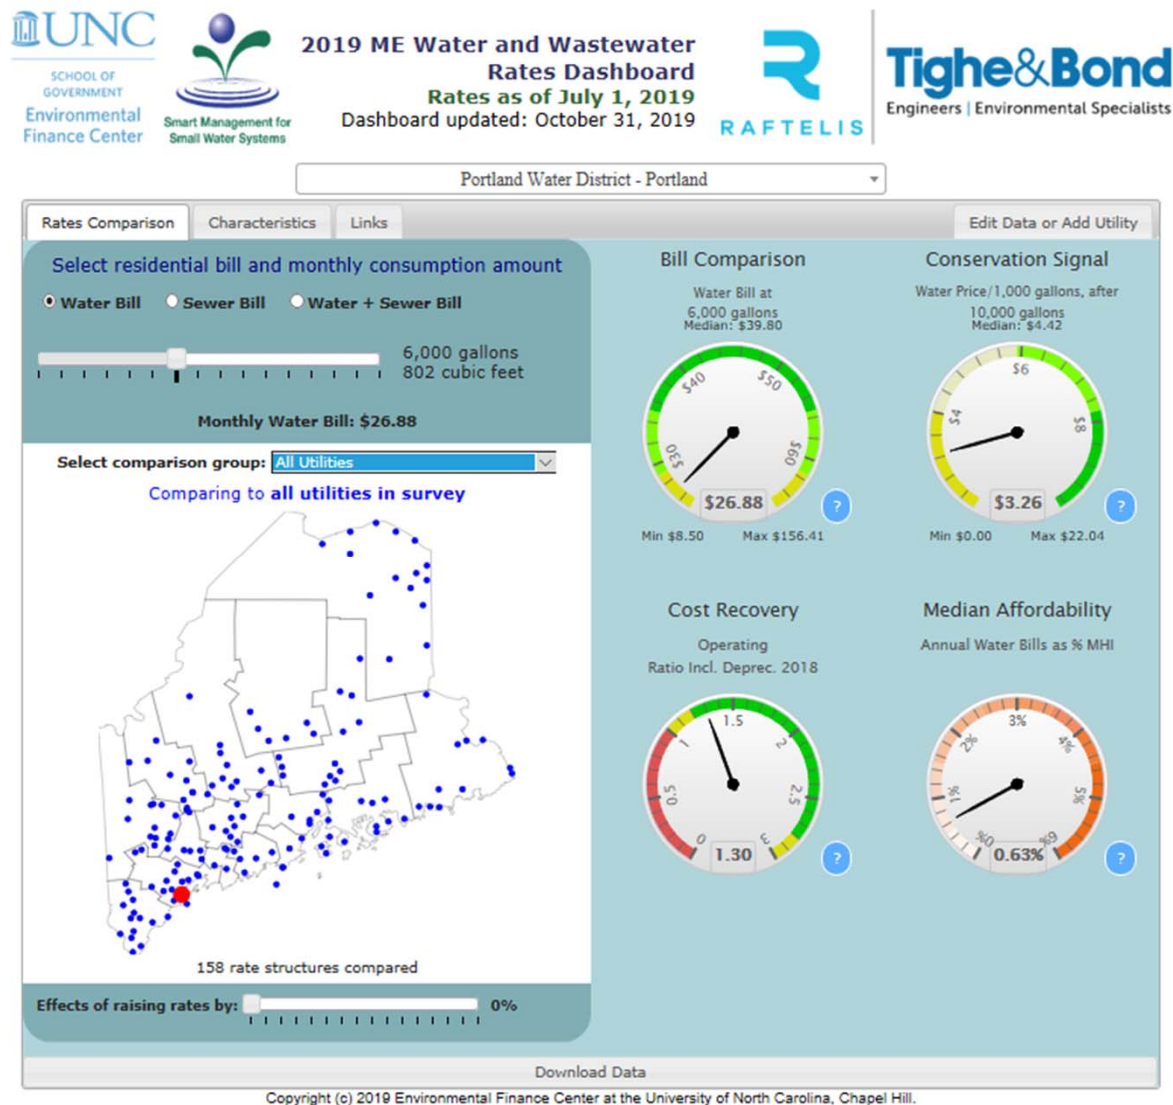 UNC
SCHOOL OF
GOVERNMENT
Environmental
Finance Center
Smart Management for
Small Water Systems
2019 ME Water and Wastewater
Rates Dashboard
Rates as of July 1, 2019
Dashboard updated: October 31, 2019
RAFTELIS
Tighe&Bond
Engineers | Environmental Specialists
Portland Water District - Portland
Rates Comparison
Characteristics
Links
Edit Data or Add Utility
Select residential bill and monthly consumption amount
Water Bill
Sewer Bill
Water + Sewer Bill
6,000 gallons
802 cubic feet
Monthly Water Bill: $26.88
Select comparison group: All Utilities
Comparing to all utilities in survey
158 rate structures compared
Effects of raising rates by: 0%
Bill Comparison
Water Bill at
6,000 gallons
Median: $39.80
$30
$40
$50
$60
$26.88
?
Min $8.50
Max $156.41
Conservation Signal
Water Price/1,000 gallons, after
10,000 gallons
Median: $4.42
$4
$6
$8
$3.26
?
Min $0.00
Max $22.04
Cost Recovery
Operating
Ratio Incl. Deprec. 2018
0
0.5
1
1.5
2
2.5
3
1.30
?
Median Affordability
Annual Water Bills as % MHI
0%
1%
2%
3%
4%
5%
6%
0.63%
?
Download Data
Copyright (c) 2019 Environmental Finance Center at the University of North Carolina, Chapel Hill.